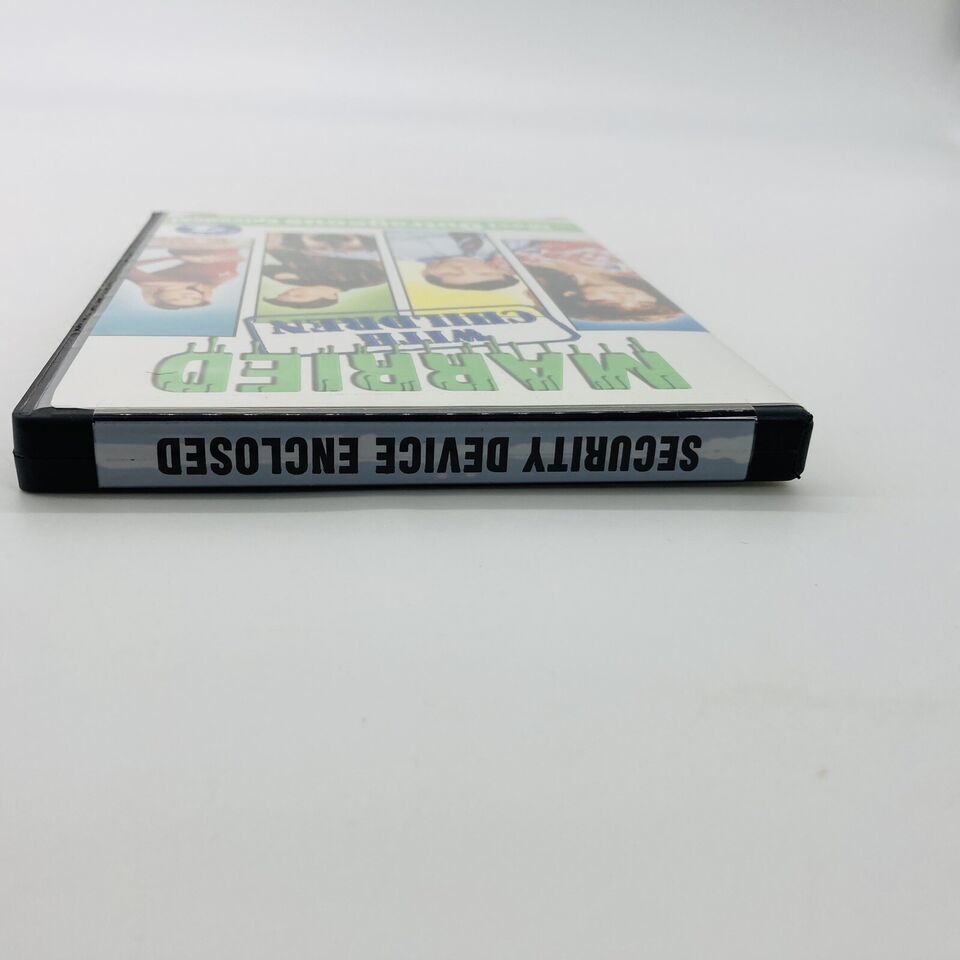 MARRIED
WITH
CHILDREN
SECURITY DEVICE ENCLOSED